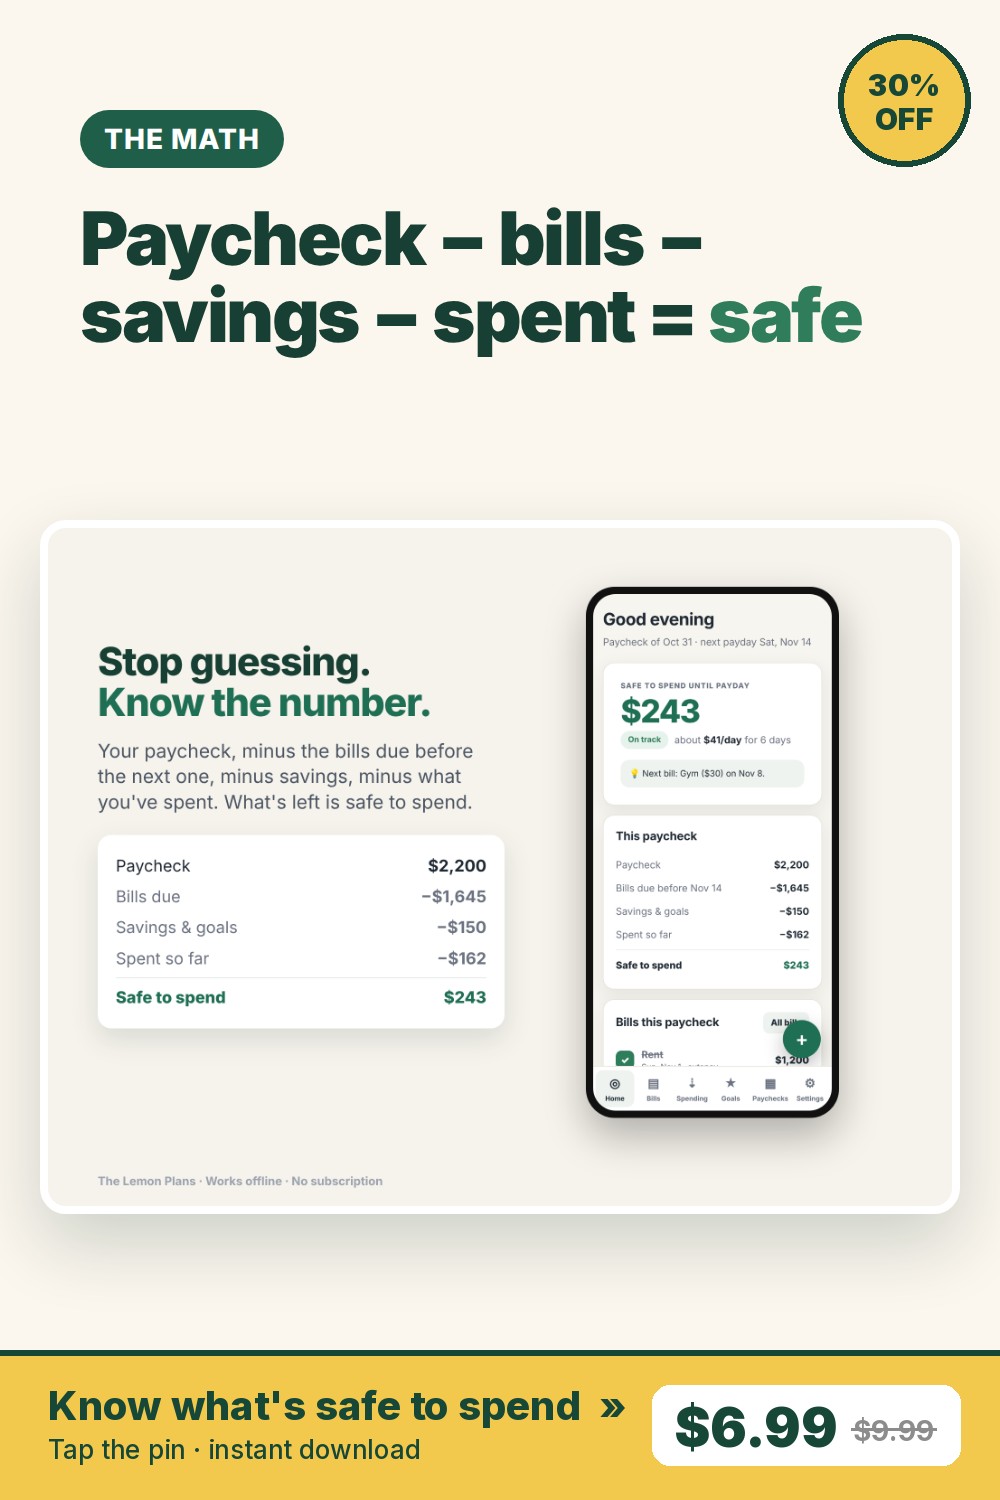 30%
OFF
THE MATH
Paycheck – bills –
savings – spent = safe
Stop guessing.
Know the number.
Your paycheck, minus the bills due before
the next one, minus savings, minus what
you've spent. What's left is safe to spend.
Paycheck $2,200
Bills due −$1,645
Savings & goals −$150
Spent so far −$162
Safe to spend $243
The Lemon Plans · Works offline · No subscription
Good evening
Paycheck of Oct 31 · next payday Sat, Nov 14
SAFE TO SPEND UNTIL PAYDAY
$243
On track about $41/day for 6 days
Next bill: Gym ($30) on Nov 8.
This paycheck
Paycheck $2,200
Bills due before Nov 14 −$1,645
Savings & goals −$150
Spent so far −$162
Safe to spend $243
Bills this paycheck All
+
Rent $1,200
Home Bills Spending Goals Paychecks Settings
Know what's safe to spend »
Tap the pin · instant download
$6.99 $9.99